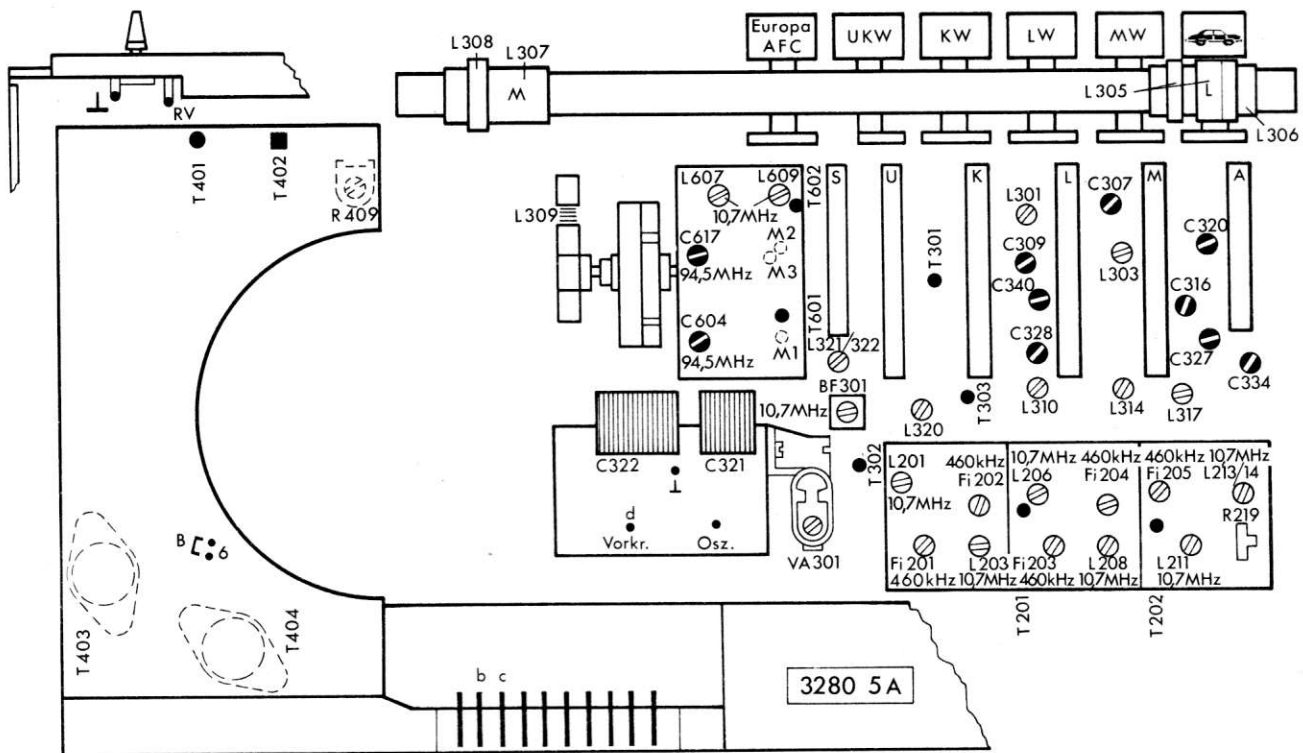 Europa
AFC
UKW
KW
LW
MW
L308
L307
M
L305
L
L306
RV
T401
T402
R409
L309
L607
L609
10,7MHz
T602
C617
94,5MHz
M2
M3
C604
94,5MHz
T601
M1
S
U
K
L
M
A
T301
L301
C307
C309
C340
L303
C320
C316
C328
C327
C334
L321/322
BF301
10,7MHz
L320
T303
L310
L314
L317
C322
C321
d
Vorkr.
Osz.
VA301
T302
L201
10,7MHz
460kHz
Fi202
10,7MHz
L206
460kHz
Fi204
460kHz
Fi205
10,7MHz
L213/14
R219
Fi201
460kHz
L203
10,7MHz
Fi203
460kHz
L208
10,7MHz
L211
10,7MHz
T201
T202
B
6
T403
T404
b c
3280 5A